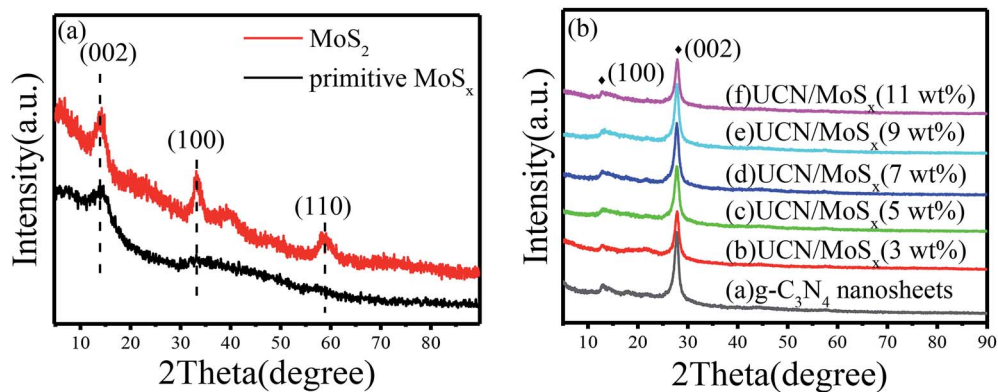 (a)
MoS₂
primitive MoSₓ
(002)
(100)
(110)
Intensity(a.u.)
10 20 30 40 50 60 70 80
2Theta(degree)
(b)
♦(002)
♦(100)
(f)UCN/MoSₓ(11 wt%)
(e)UCN/MoSₓ(9 wt%)
(d)UCN/MoSₓ(7 wt%)
(c)UCN/MoSₓ(5 wt%)
(b)UCN/MoSₓ(3 wt%)
(a)g-C₃N₄ nanosheets
Intensity(a.u.)
10 20 30 40 50 60 70 80 90
2Theta(degree)